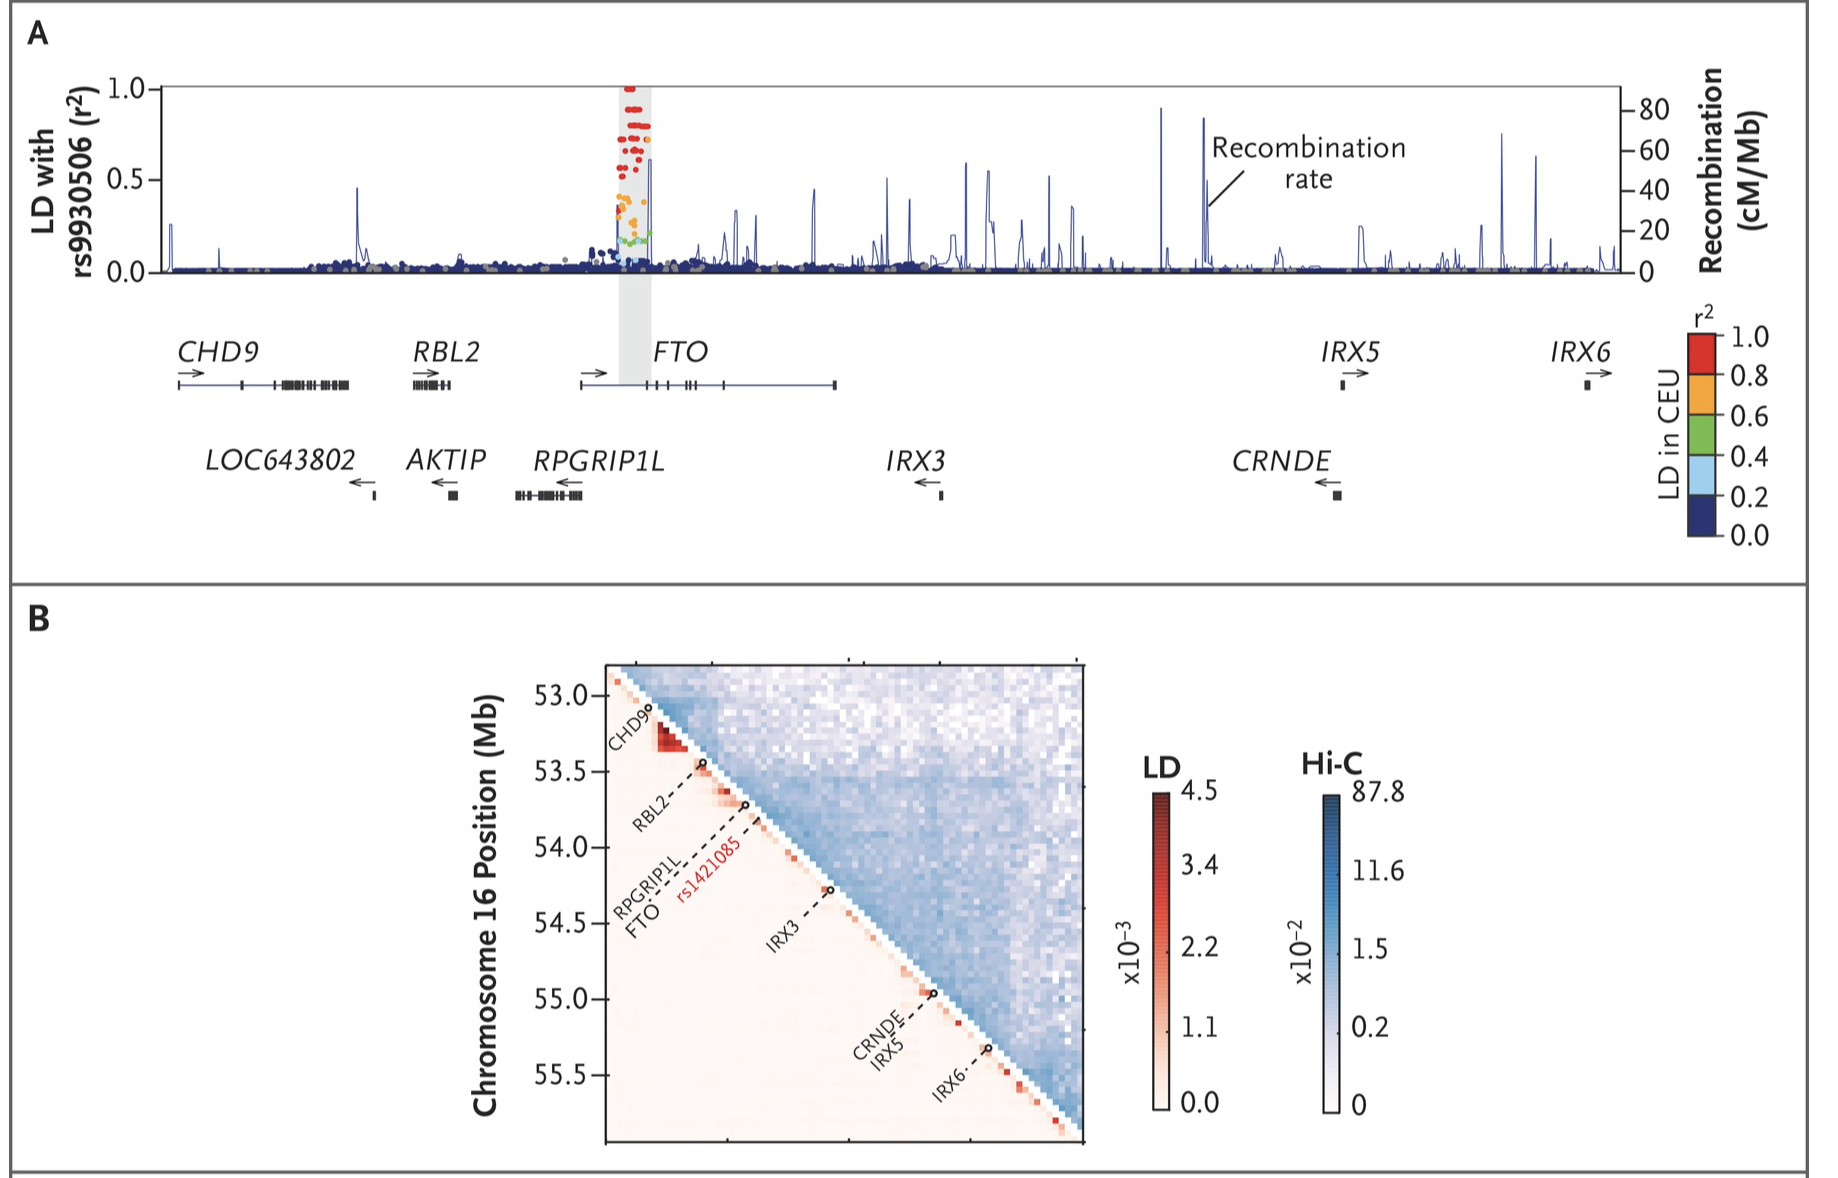 A
LD with
rs9930506 (r²)
1.0
0.5
0.0
Recombination
rate
80
60
40
20
0
Recombination
(cM/Mb)
CHD9
RBL2
FTO
IRX5
IRX6
LOC643802
AKTIP
RPGRIP1L
IRX3
CRNDE
r²
LD in CEU
1.0
0.8
0.6
0.4
0.2
0.0
B
Chromosome 16 Position (Mb)
53.0
53.5
54.0
54.5
55.0
55.5
CHD9
RBL2
RPGRIP1L
FTO
rs1421085
IRX3
CRNDE
IRX5
IRX6
LD
x10⁻³
4.5
3.4
2.2
1.1
0.0
Hi-C
x10⁻²
87.8
11.6
1.5
0.2
0